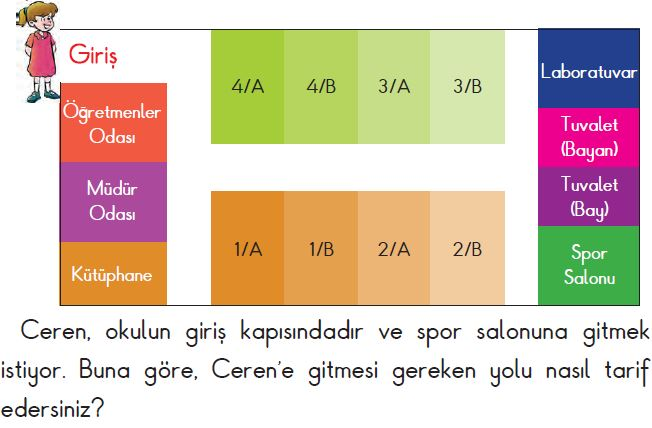 Giriş
4/A 4/B 3/A 3/B
Laboratuvar
Öğretmenler
Odası
Tuvalet
(Bayan)
Müdür
Odası
Tuvalet
(Bay)
Kütüphane
1/A 1/B 2/A 2/B
Spor
Salonu
Ceren, okulun giriş kapısındadır ve spor salonuna gitmek
istiyor. Buna göre, Ceren'e gitmesi gereken yolu nasıl tarif
edersiniz?